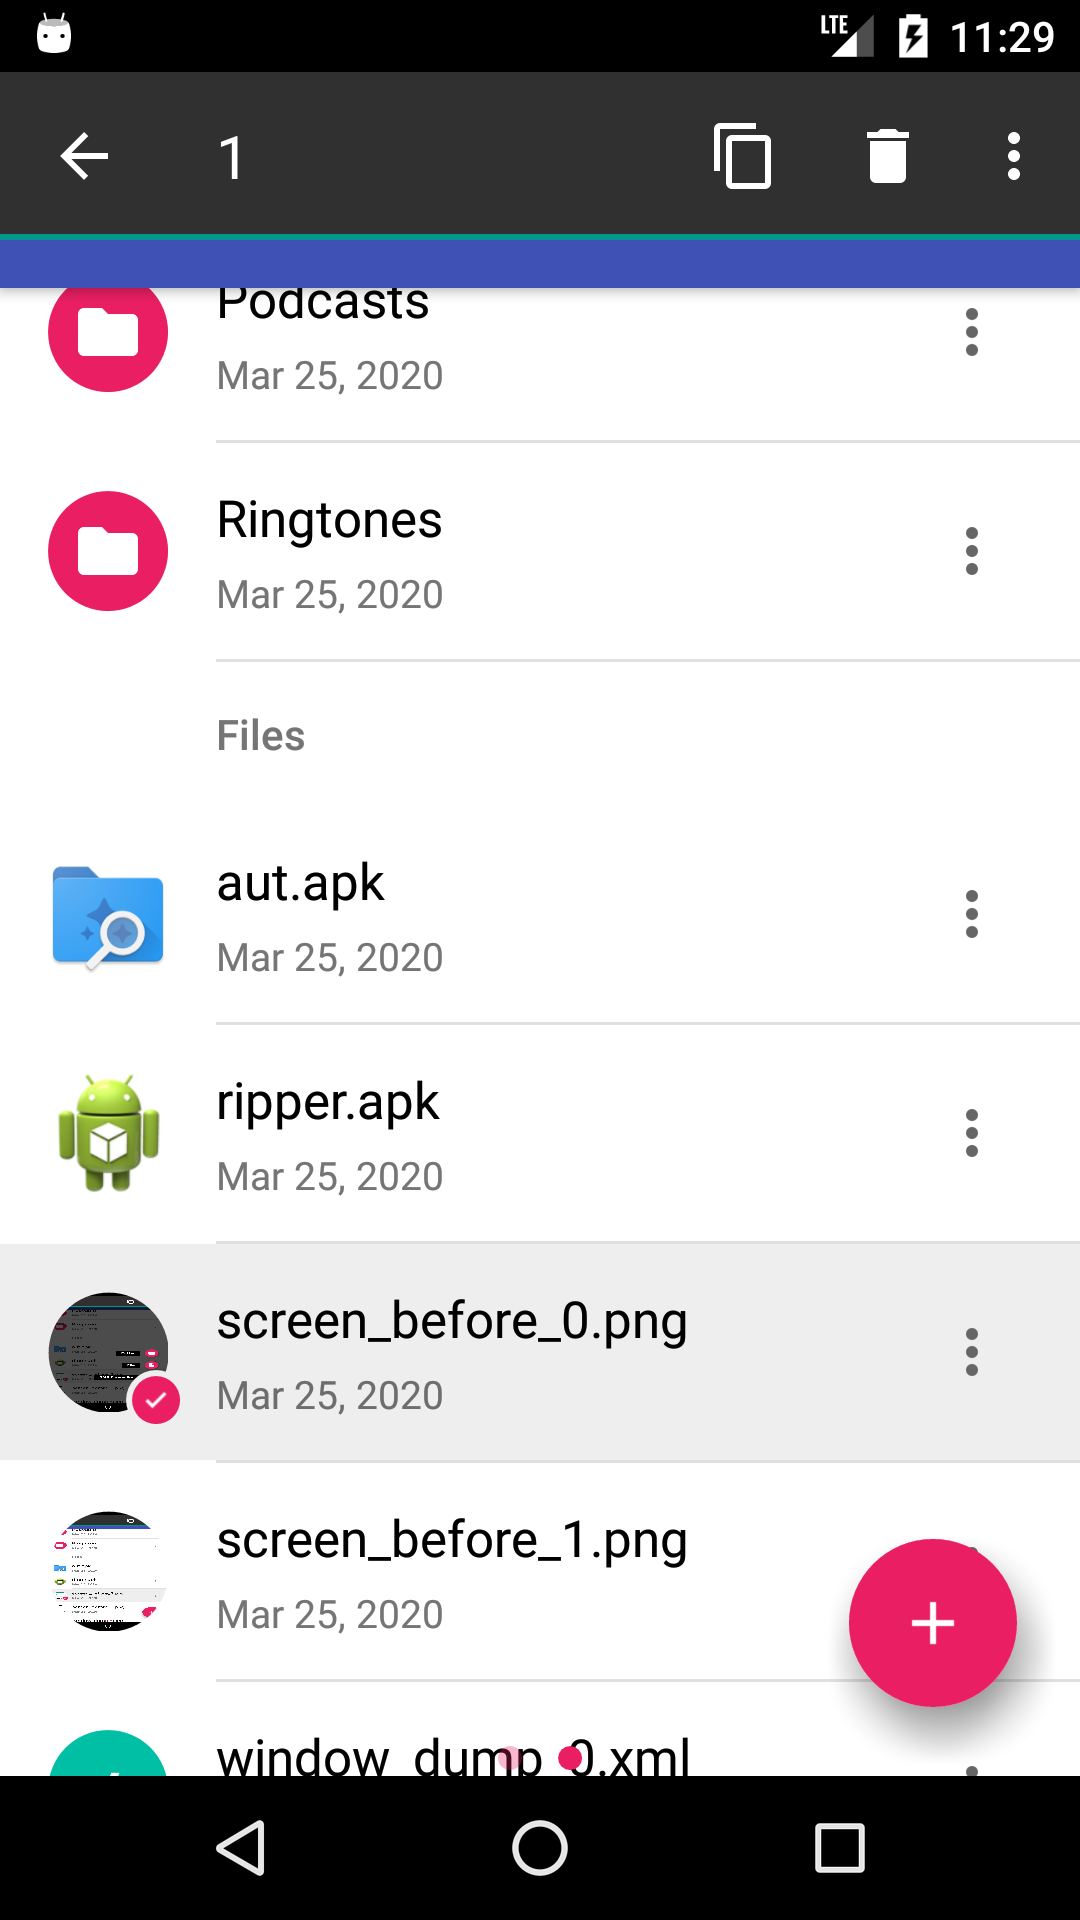 LTE 11:29
1
Podcasts
Mar 25, 2020
Ringtones
Mar 25, 2020
Files
aut.apk
Mar 25, 2020
ripper.apk
Mar 25, 2020
screen_before_0.png
Mar 25, 2020
screen_before_1.png
Mar 25, 2020
window_dump_0.xml